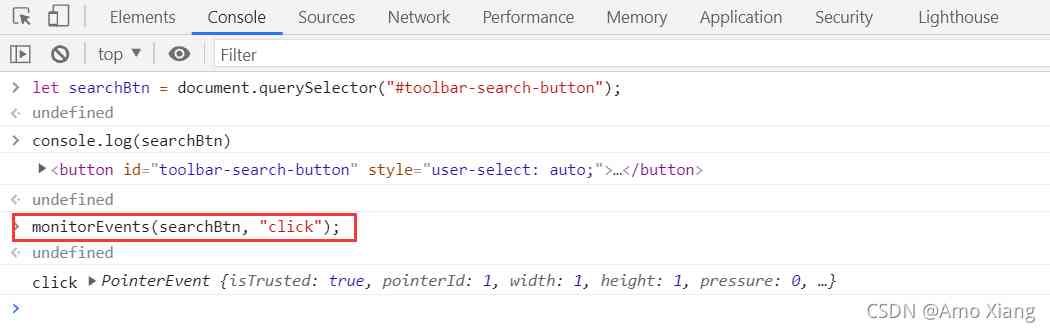 Elements Console Sources Network Performance Memory Application Security Lighthouse
top ▼ Filter
> let searchBtn = document.querySelector("#toolbar-search-button");
undefined
> console.log(searchBtn)
<button id="toolbar-search-button" style="user-select: auto;">…</button>
undefined
> monitorEvents(searchBtn, "click");
undefined
click PointerEvent {isTrusted: true, pointerId: 1, width: 1, height: 1, pressure: 0, …}
>
CSDN @Amo Xiang